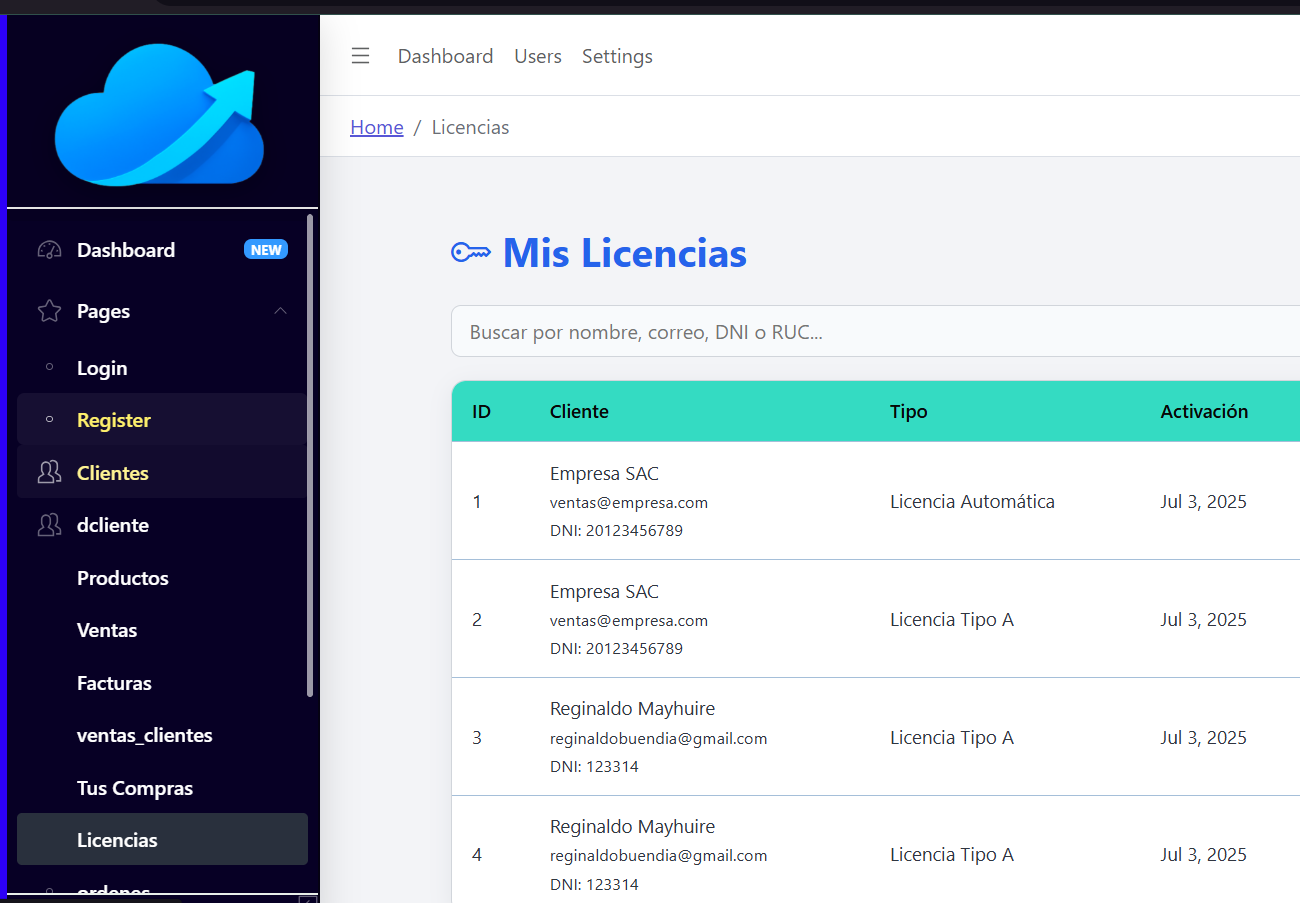 Dashboard Users Settings
Home / Licencias
Dashboard NEW
Pages
Login
Register
Clientes
dcliente
Productos
Ventas
Facturas
ventas_clientes
Tus Compras
Licencias
ordenes
Mis Licencias
Buscar por nombre, correo, DNI o RUC...
ID Cliente Tipo Activación
1 Empresa SAC Licencia Automática Jul 3, 2025
ventas@empresa.com
DNI: 20123456789
2 Empresa SAC Licencia Tipo A Jul 3, 2025
ventas@empresa.com
DNI: 20123456789
3 Reginaldo Mayhuire Licencia Tipo A Jul 3, 2025
reginaldobuendia@gmail.com
DNI: 123314
4 Reginaldo Mayhuire Licencia Tipo A Jul 3, 2025
reginaldobuendia@gmail.com
DNI: 123314